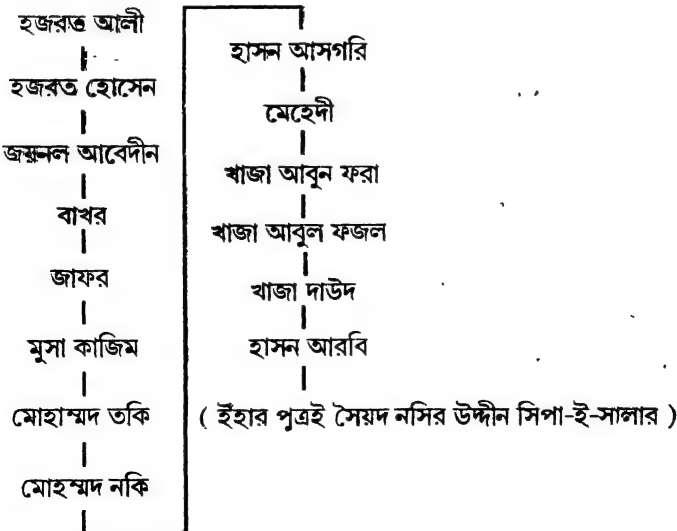 হজরত আলী
হজরত হোসেন
জয়নল আবেদীন
বাখর
জাফর
মুসা কাজিম
মোহাম্মদ তকি
মোহম্মদ নকি
হাসন আসগরি
মেহেদী
খাজা আবুন ফরা
খাজা আবুল ফজল
খাজা দাউদ
হাসন আরবি
( ইঁহার পুত্রই সৈয়দ নসির উদ্দীন সিপা-ই-সালার )